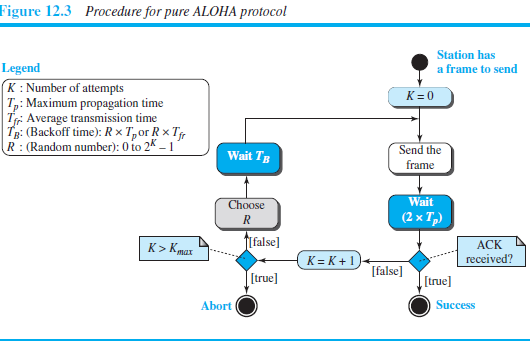 Figure 12.3 Procedure for pure ALOHA protocol
Station has
a frame to send
Legend
K : Number of attempts
Tp: Maximum propagation time
Tfr: Average transmission time
TB: (Backoff time): R × Tp or R × Tfr
R : (Random number): 0 to 2^K – 1
K = 0
Wait TB
Send the
frame
Choose
R
Wait
(2 × Tp)
K > Kmax
[false]
K = K + 1
[false]
ACK
received?
[true]
[true]
Abort
Success